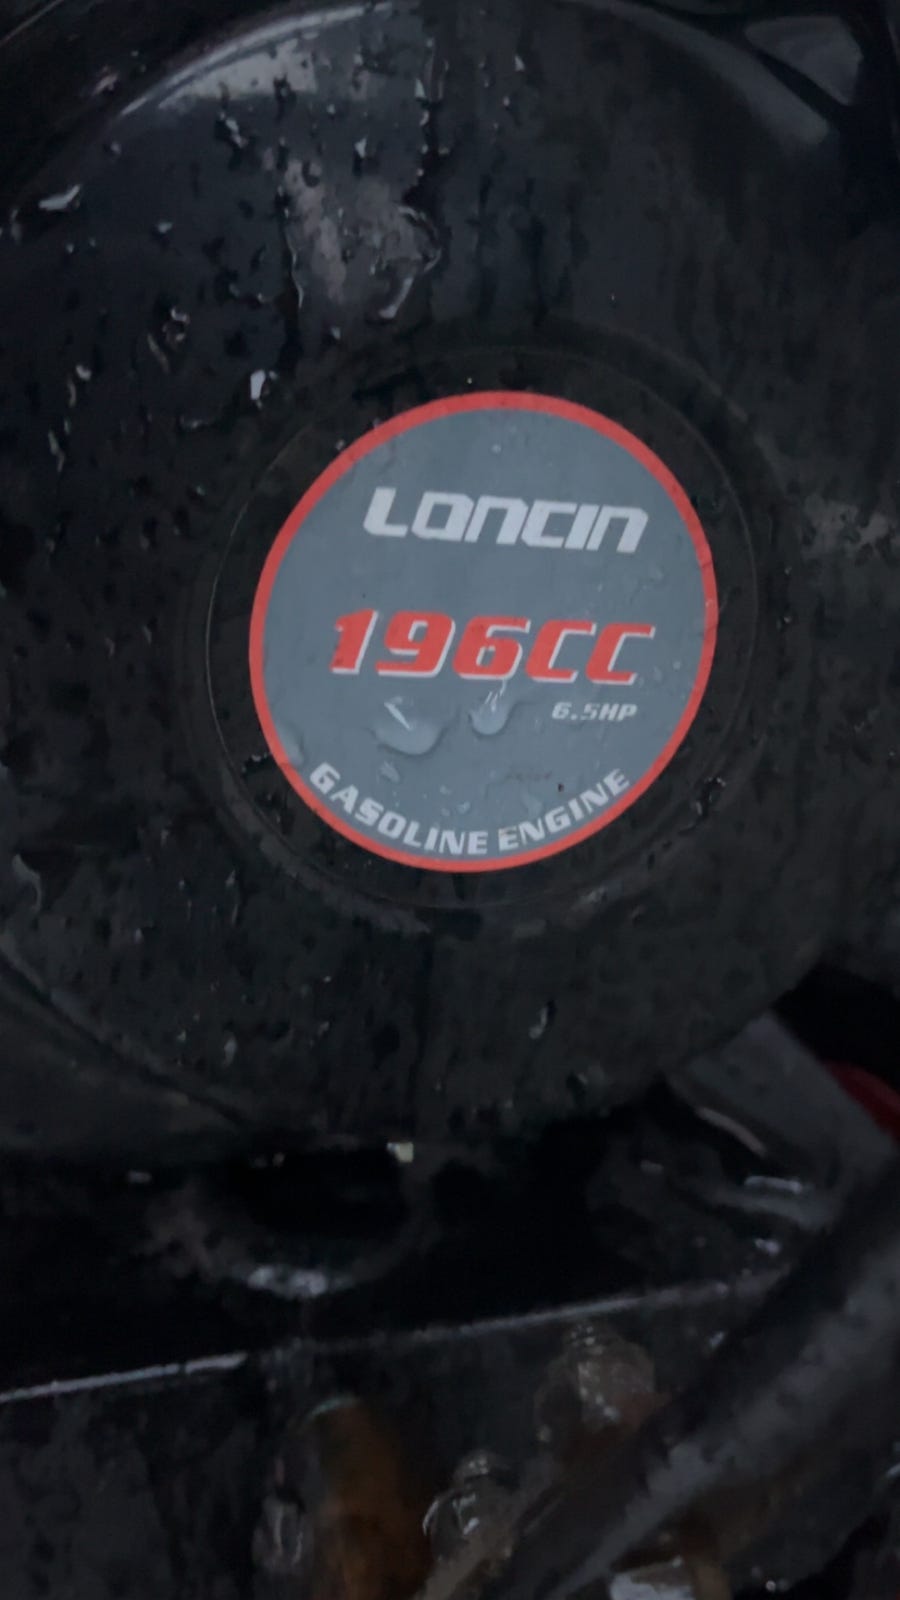 LONCIN
196CC
6.5HP
GASOLINE ENGINE